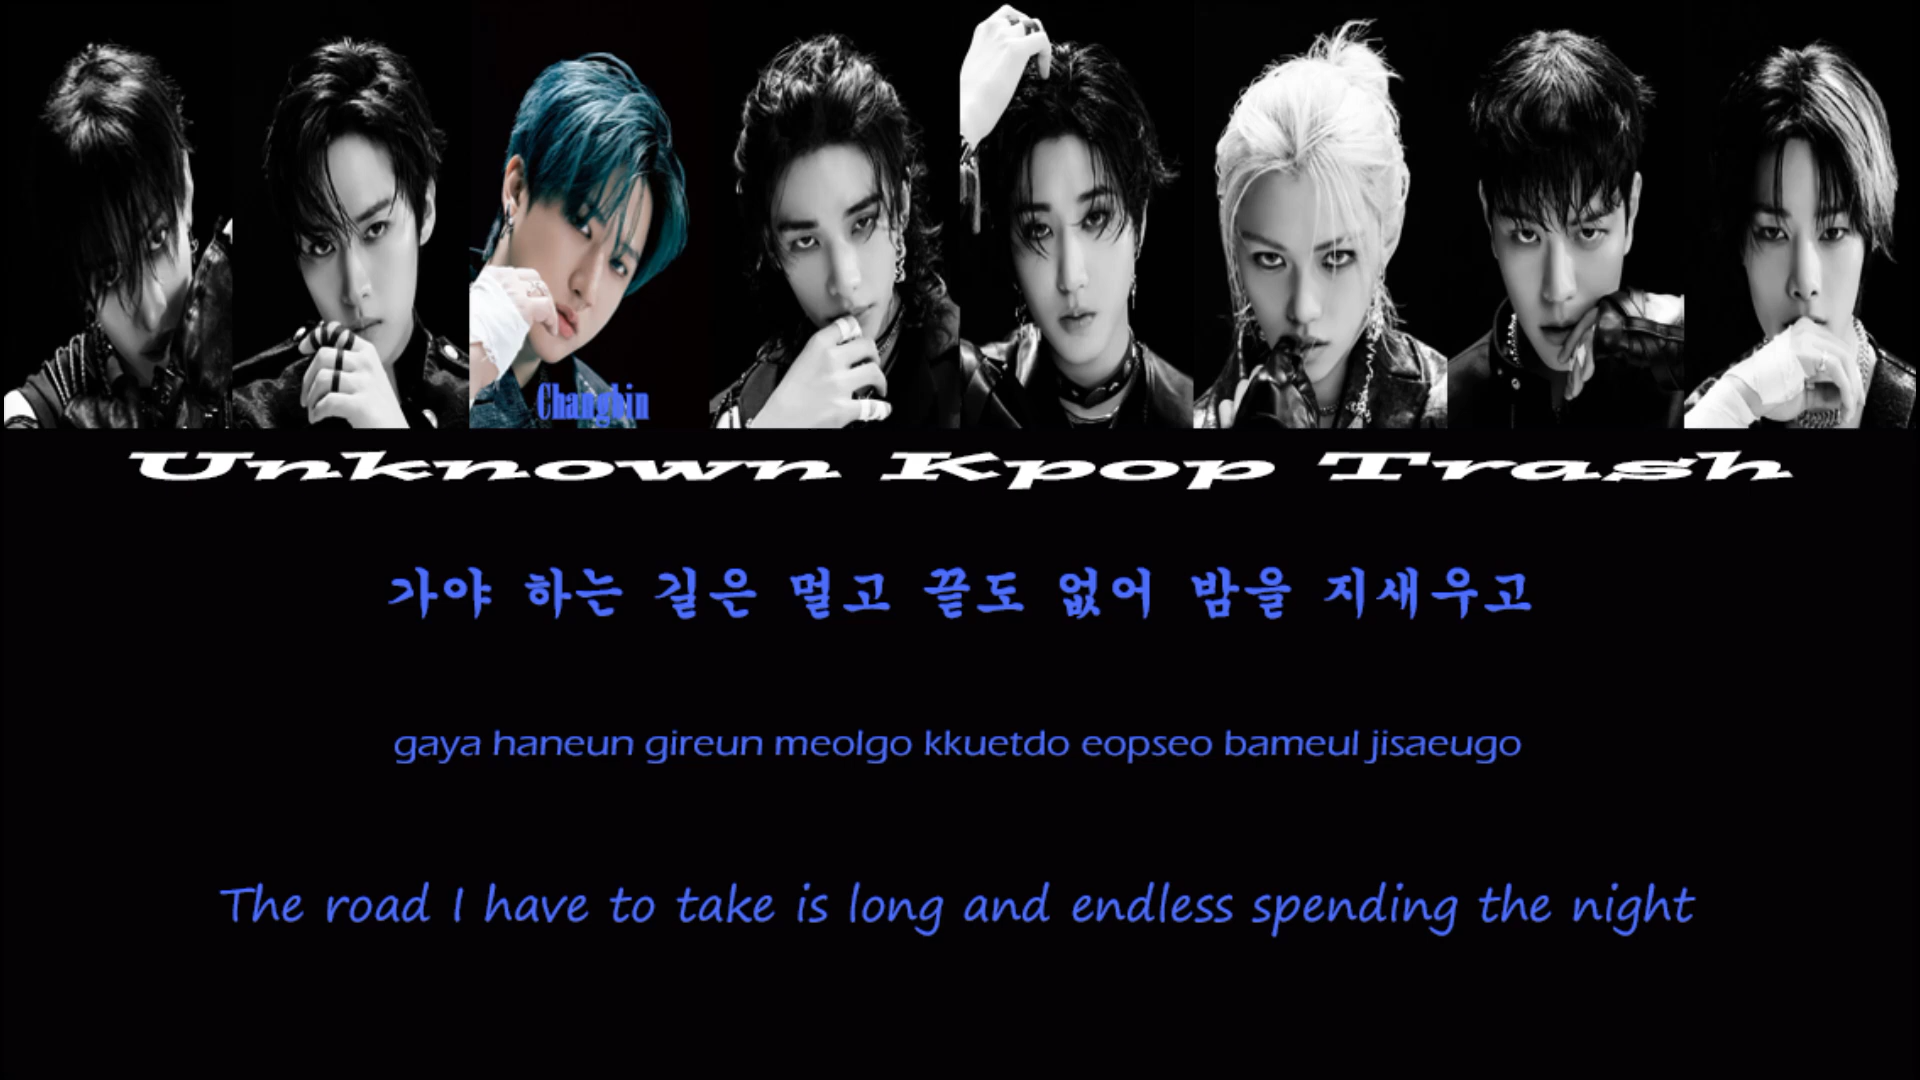 Changbin
Unknown Kpop Trash
가야 하는 길은 멀고 끝도 없어 밤을 지새우고
gaya haneun gireun meolgo kkuetdo eopseo bameul jisaeugo
The road I have to take is long and endless spending the night